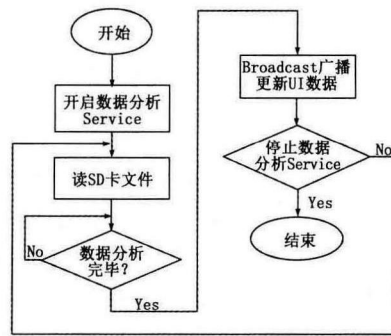 开始
开启数据分析
Service
读SD卡文件
No
数据分析
完毕?
Yes
Broadcast广播
更新UI数据
停止数据
分析Service
No
Yes
结束